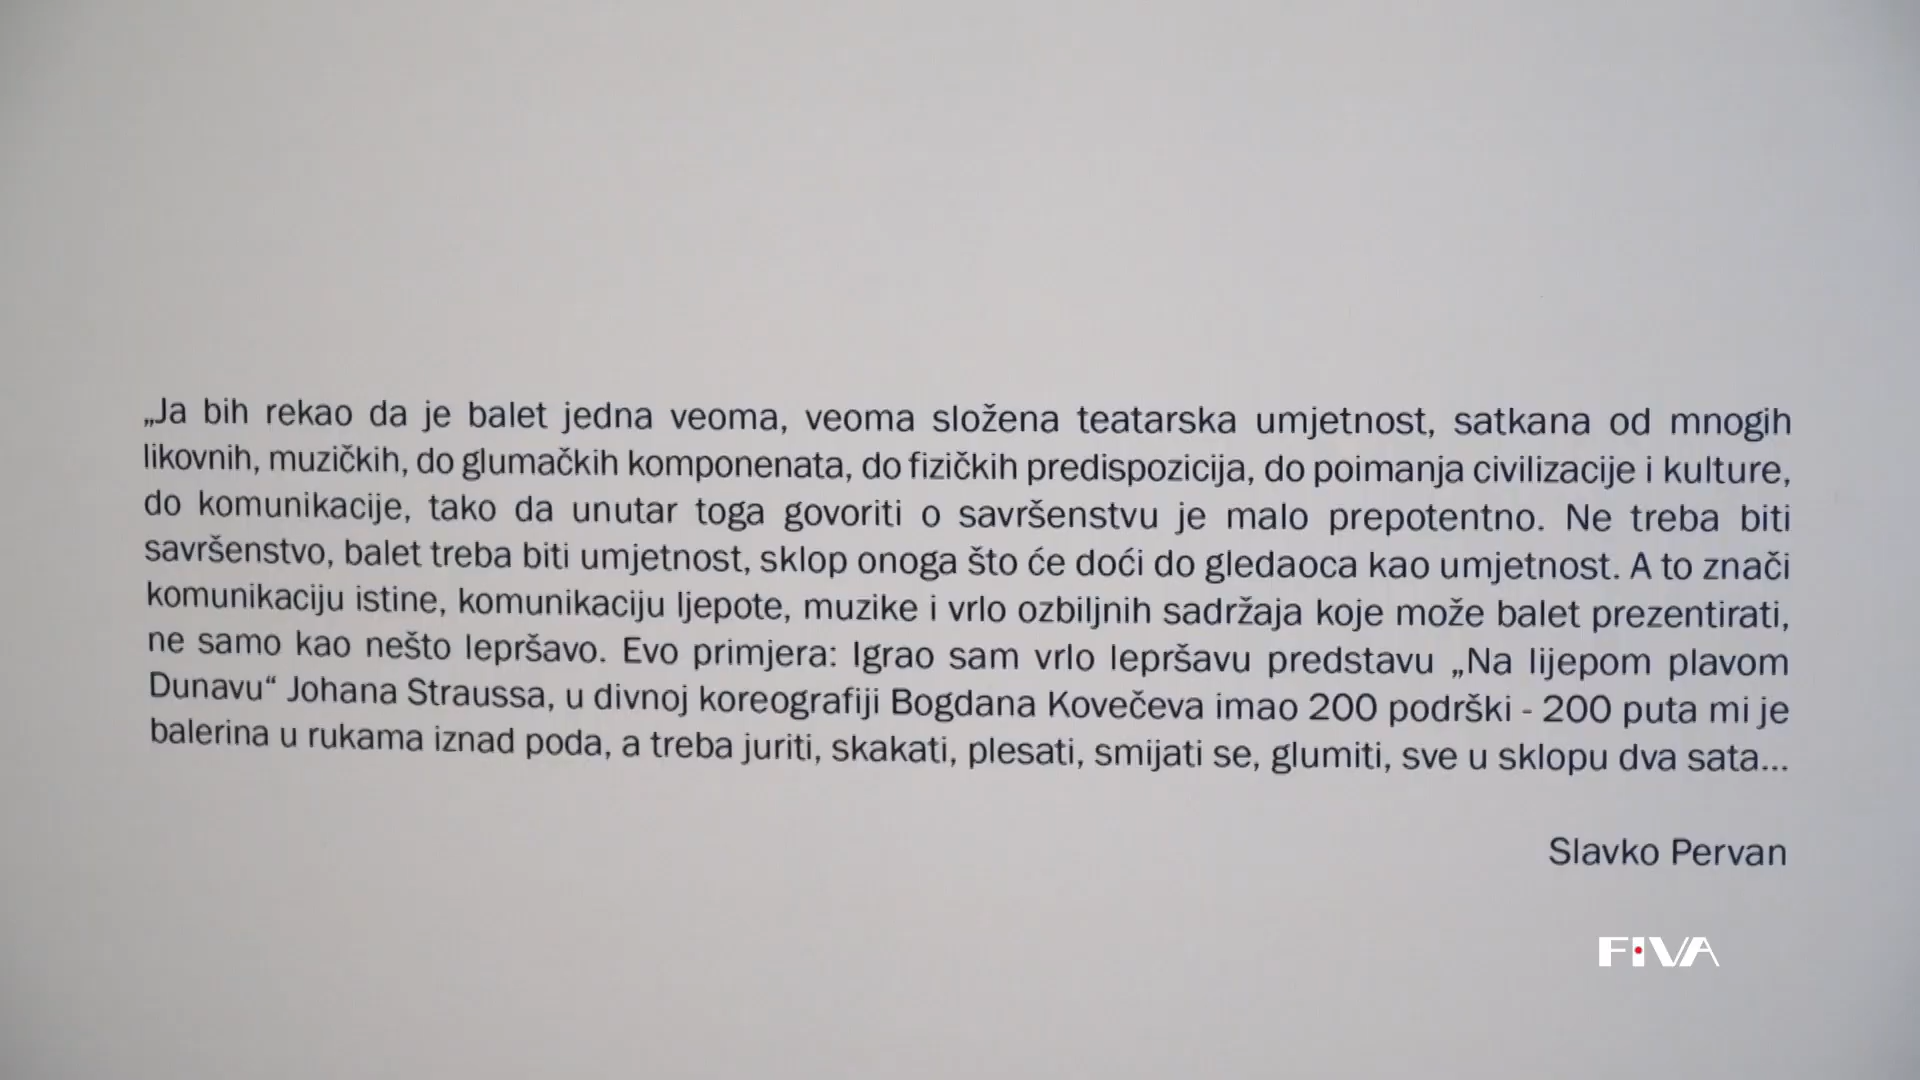 „Ja bih rekao da je balet jedna veoma, veoma složena teatarska umjetnost, satkana od mnogih
likovnih, muzičkih, do glumačkih komponenata, do fizičkih predispozicija, do poimanja civilizacije i kulture,
do komunikacije, tako da unutar toga govoriti o savršenstvu je malo prepotentno. Ne treba biti
savršenstvo, balet treba biti umjetnost, sklop onoga što će doći do gledaoca kao umjetnost. A to znači
komunikaciju istine, komunikaciju ljepote, muzike i vrlo ozbiljnih sadržaja koje može balet prezentirati,
ne samo kao nešto lepršavo. Evo primjera: Igrao sam vrlo lepršavu predstavu „Na lijepom plavom
Dunavu“ Johana Straussa, u divnoj koreografiji Bogdana Kovečeva imao 200 podrški - 200 puta mi je
balerina u rukama iznad poda, a treba juriti, skakati, plesati, smijati se, glumiti, sve u sklopu dva sata...
Slavko Pervan
FIVA